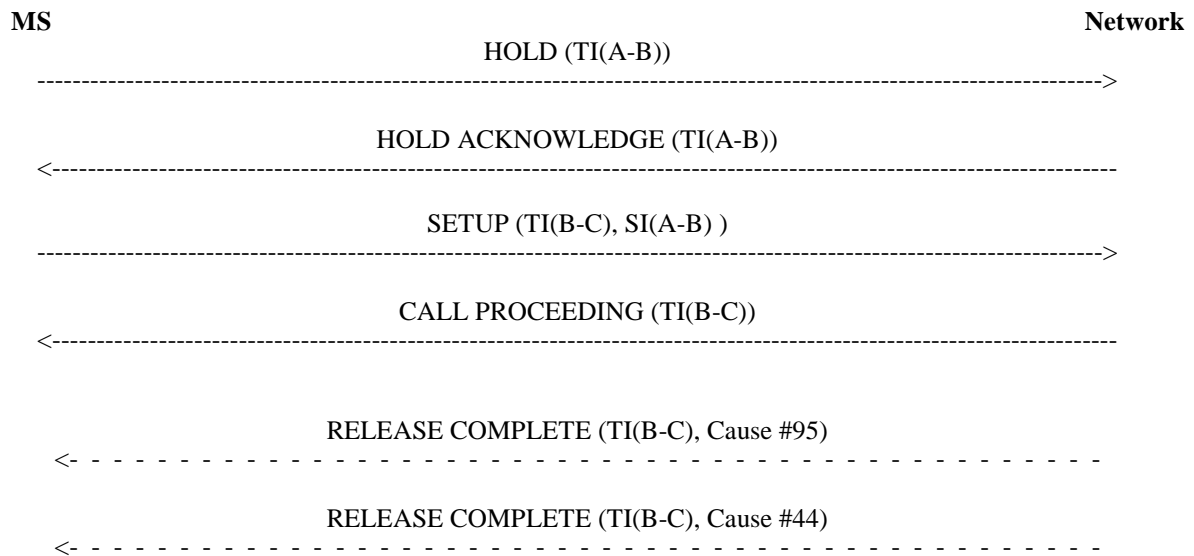 MS Network
HOLD (TI(A-B))
HOLD ACKNOWLEDGE (TI(A-B))
SETUP (TI(B-C), SI(A-B) )
CALL PROCEEDING (TI(B-C))
RELEASE COMPLETE (TI(B-C), Cause #95)
RELEASE COMPLETE (TI(B-C), Cause #44)